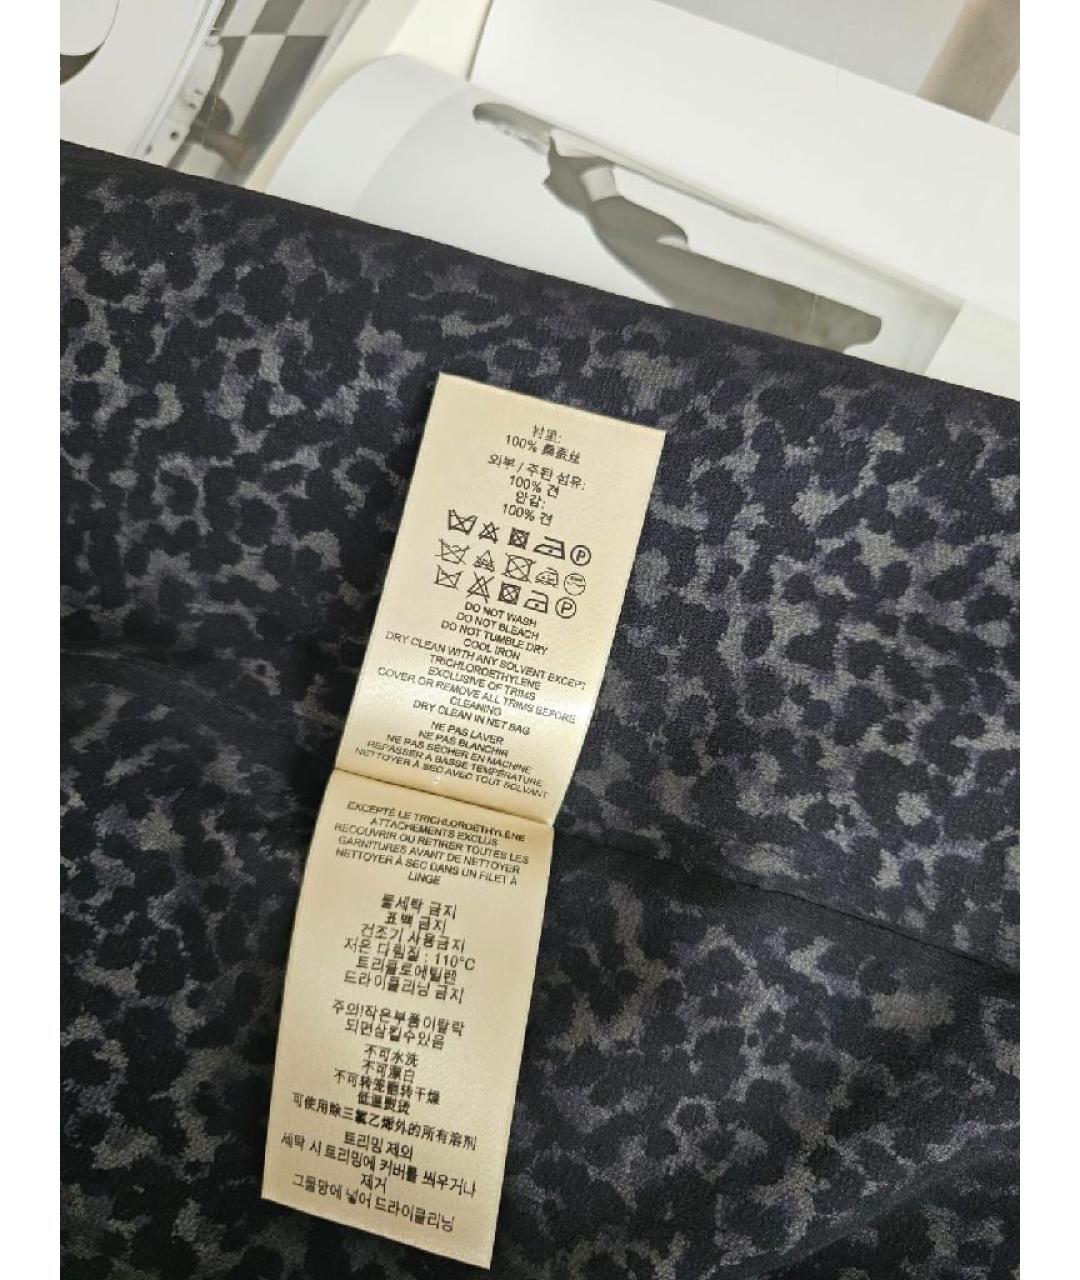 衬里:
100% 桑蚕丝
외부 / 주된 섬유:
100% 견
안감:
100% 견
P
P
DO NOT WASH
DO NOT BLEACH
DO NOT TUMBLE DRY
COOL IRON
DRY CLEAN WITH ANY SOLVENT EXCEPT
TRICHLOROETHYLENE
EXCLUSIVE OF TRIMS
COVER OR REMOVE ALL TRIMS BEFORE
CLEANING
DRY CLEAN IN NET BAG
NE PAS LAVER
NE PAS BLANCHIR
NE PAS SÉCHER EN MACHINE
REPASSER À BASSE TEMPÉRATURE
NETTOYER À SEC AVEC TOUT SOLVANT
EXCEPTÉ LE TRICHLOROÉTHYLÈNE
ATTACHEMENTS EXCLUS
RECOUVRIR OU RETIRER TOUTES LES
GARNITURES AVANT DE NETTOYER
NETTOYER À SEC DANS UN FILET À
LINGE
물세탁 금지
표백 금지
건조기 사용금지
저온 다림질 : 110°C
트리클로에틸렌
드라이클리닝 금지
주의!작은부품이탈락
되면삼킬수있음
不可水洗
不可漂白
不可转笼翻转干燥
低温熨烫
可使用除三氯乙烯外的所有溶剂
트리밍 제외
세탁 시 트리밍에 커버를 씌우거나
제거
그물망에 넣어 드라이클리닝